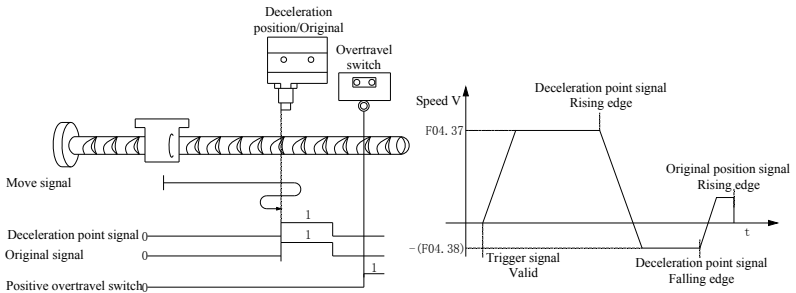 Deceleration
position/Original
Overtravel
switch
Move signal
1
Deceleration point signal 0
1
Original signal 0
1
Positive overtravel switch0
Speed V
Deceleration point signal
Rising edge
F04.37
Original position signal
Rising edge
t
-(F04.38)
Trigger signal
Valid
Deceleration point signal
Falling edge